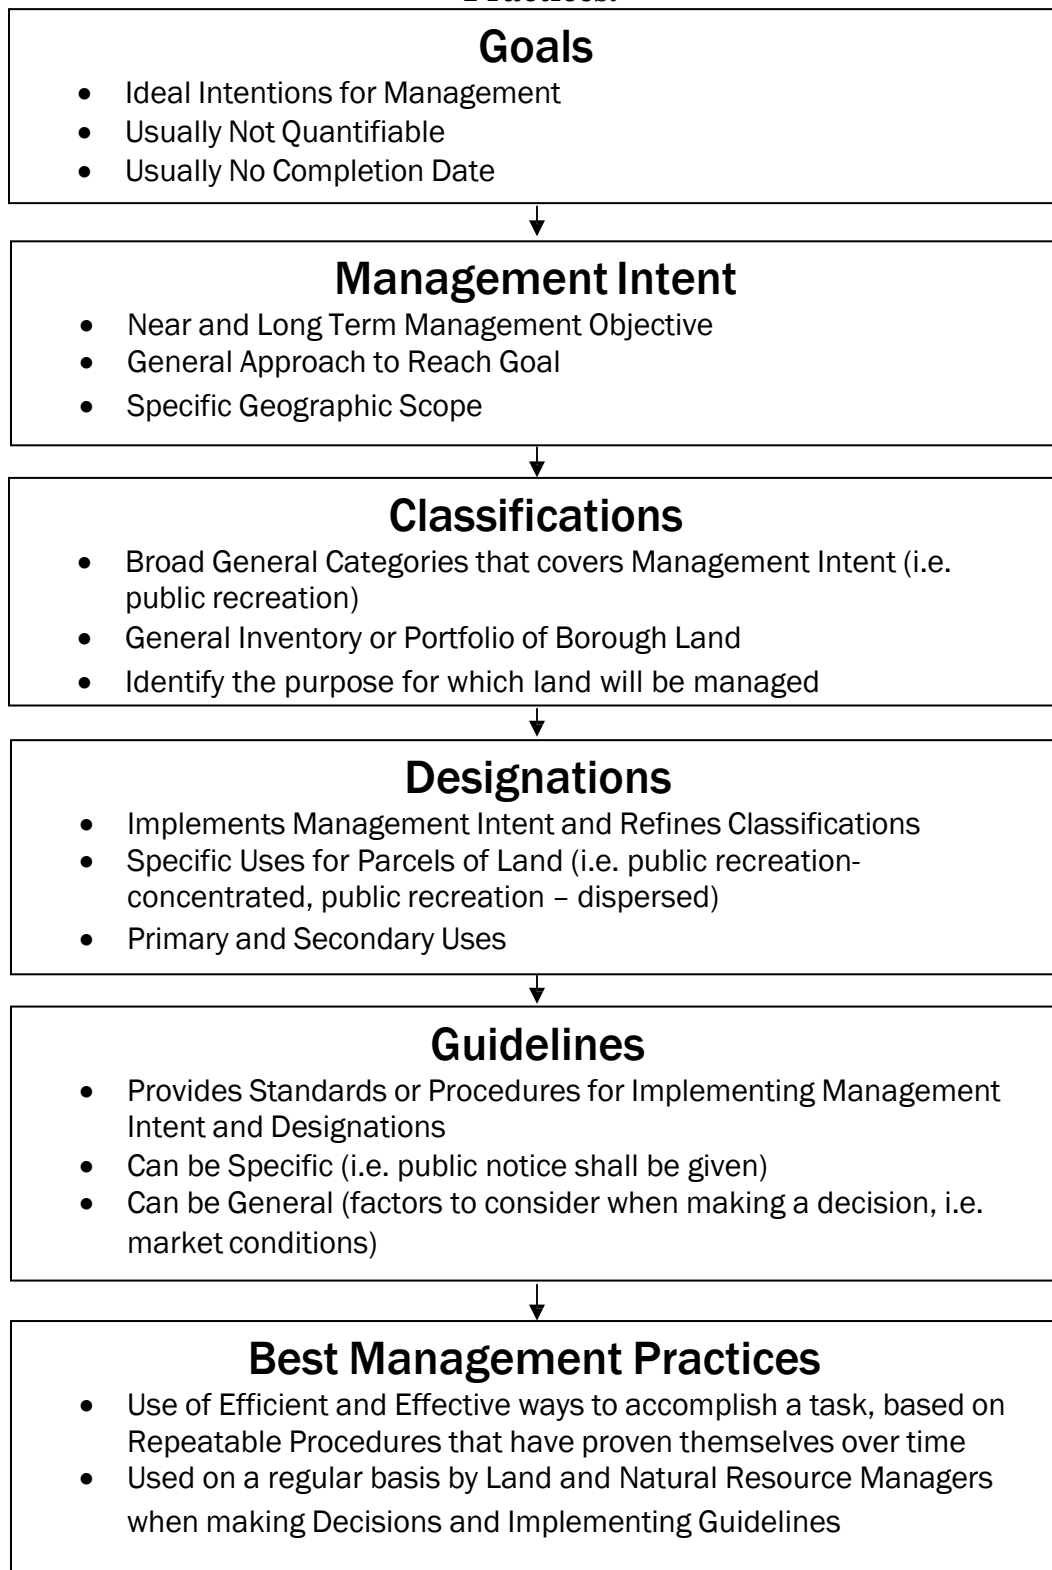 Practices.
Goals
• Ideal Intentions for Management
• Usually Not Quantifiable
• Usually No Completion Date
Management Intent
• Near and Long Term Management Objective
• General Approach to Reach Goal
• Specific Geographic Scope
Classifications
• Broad General Categories that covers Management Intent (i.e.
public recreation)
• General Inventory or Portfolio of Borough Land
• Identify the purpose for which land will be managed
Designations
• Implements Management Intent and Refines Classifications
• Specific Uses for Parcels of Land (i.e. public recreation-
concentrated, public recreation – dispersed)
• Primary and Secondary Uses
Guidelines
• Provides Standards or Procedures for Implementing Management
Intent and Designations
• Can be Specific (i.e. public notice shall be given)
• Can be General (factors to consider when making a decision, i.e.
market conditions)
Best Management Practices
• Use of Efficient and Effective ways to accomplish a task, based on
Repeatable Procedures that have proven themselves over time
• Used on a regular basis by Land and Natural Resource Managers
when making Decisions and Implementing Guidelines